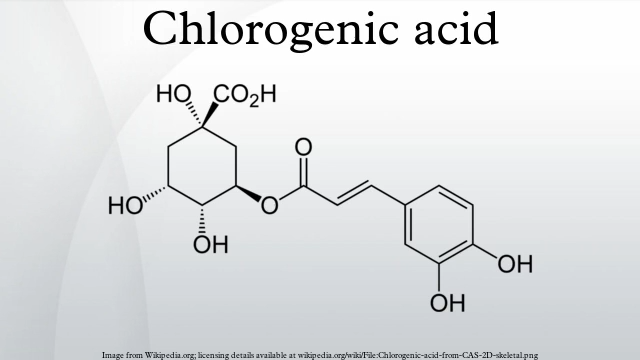 Chlorogenic acid
HO CO₂H
O
HO
O
OH
OH
OH
Image from Wikipedia.org; licensing details available at wikipedia.org/wiki/File:Chlorogenic-acid-from-CAS-2D-skeletal.png